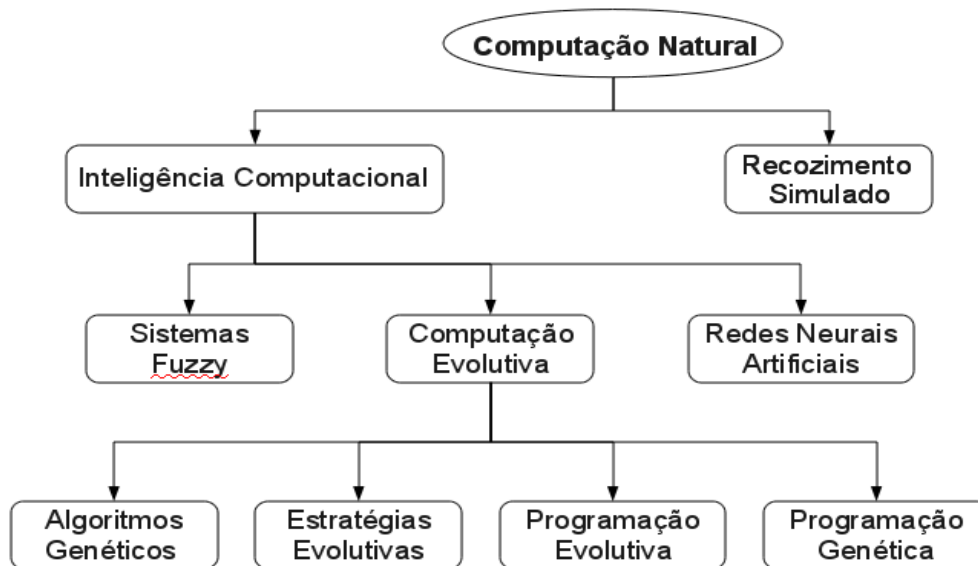 Computação Natural
Inteligência Computacional
Recozimento
Simulado
Sistemas
Fuzzy
Computação
Evolutiva
Redes Neurais
Artificiais
Algoritmos
Genéticos
Estratégias
Evolutivas
Programação
Evolutiva
Programação
Genética